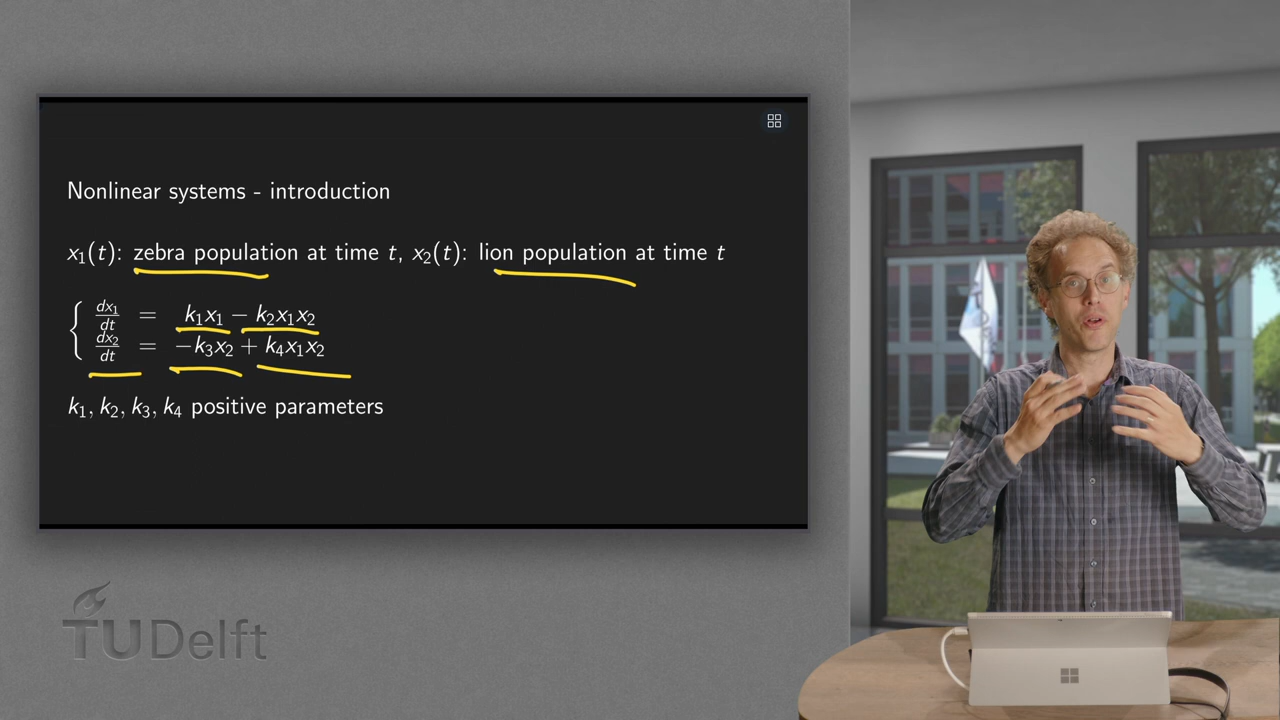 Nonlinear systems - introduction
x₁(t): zebra population at time t, x₂(t): lion population at time t
dx₁/dt = k₁x₁ − k₂x₁x₂
dx₂/dt = −k₃x₂ + k₄x₁x₂
k₁, k₂, k₃, k₄ positive parameters
TUDelft